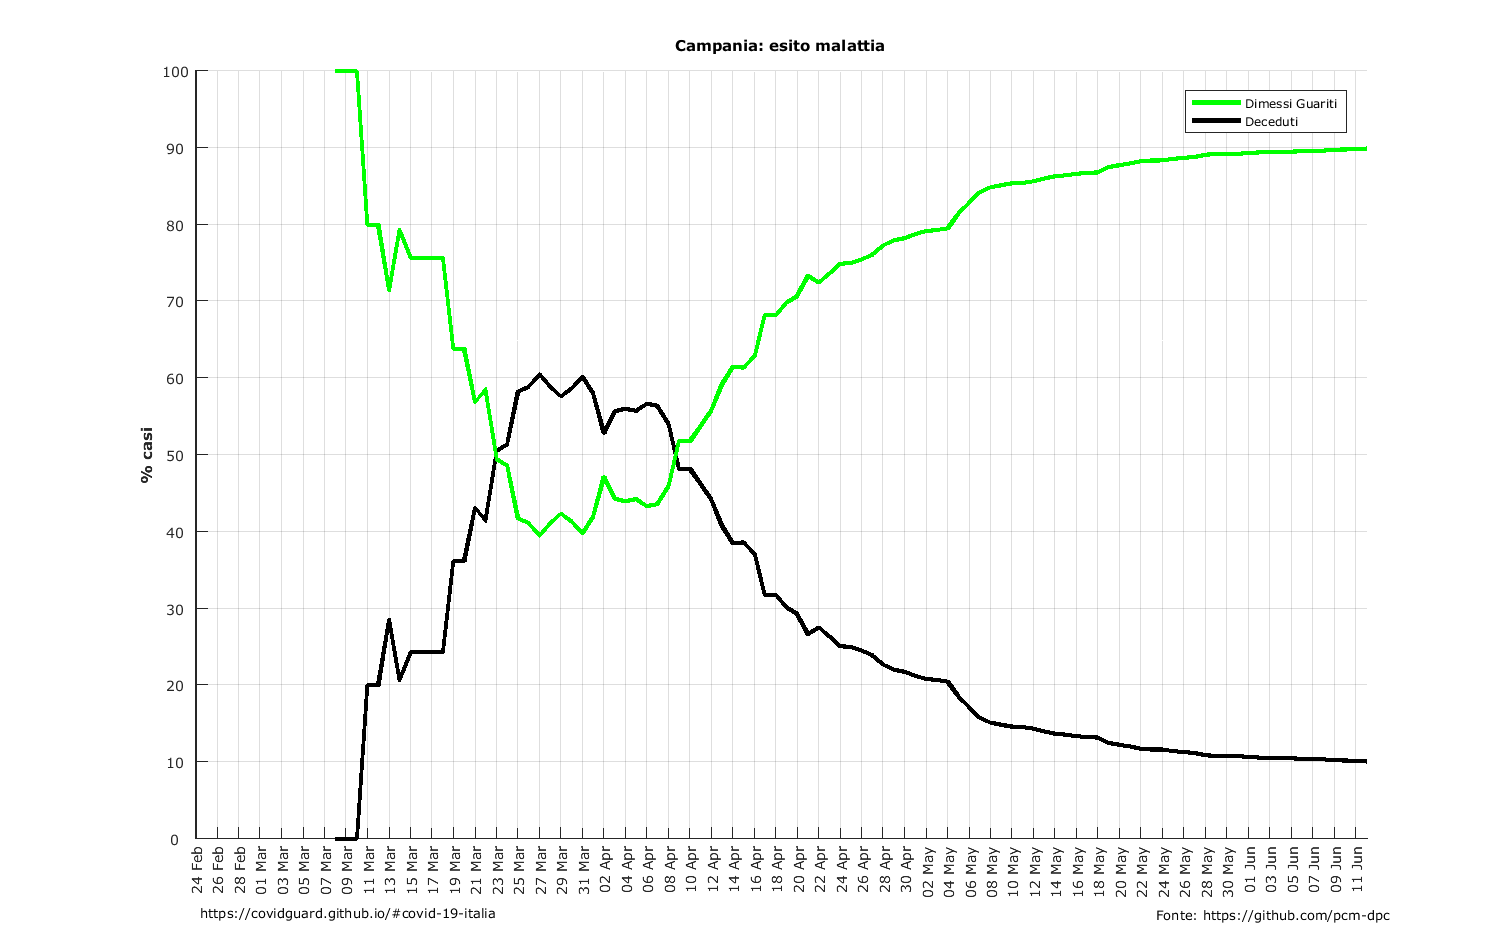 Campania: esito malattia
Dimessi Guariti
Deceduti
% casi
100
90
80
70
60
50
40
30
20
10
0
24 Feb
26 Feb
28 Feb
01 Mar
03 Mar
05 Mar
07 Mar
09 Mar
11 Mar
13 Mar
15 Mar
17 Mar
19 Mar
21 Mar
23 Mar
25 Mar
27 Mar
29 Mar
31 Mar
02 Apr
04 Apr
06 Apr
08 Apr
10 Apr
12 Apr
14 Apr
16 Apr
18 Apr
20 Apr
22 Apr
24 Apr
26 Apr
28 Apr
30 Apr
02 May
04 May
06 May
08 May
10 May
12 May
14 May
16 May
18 May
20 May
22 May
24 May
26 May
28 May
30 May
01 Jun
03 Jun
05 Jun
07 Jun
09 Jun
11 Jun
https://covidguard.github.io/#covid-19-italia
Fonte: https://github.com/pcm-dpc